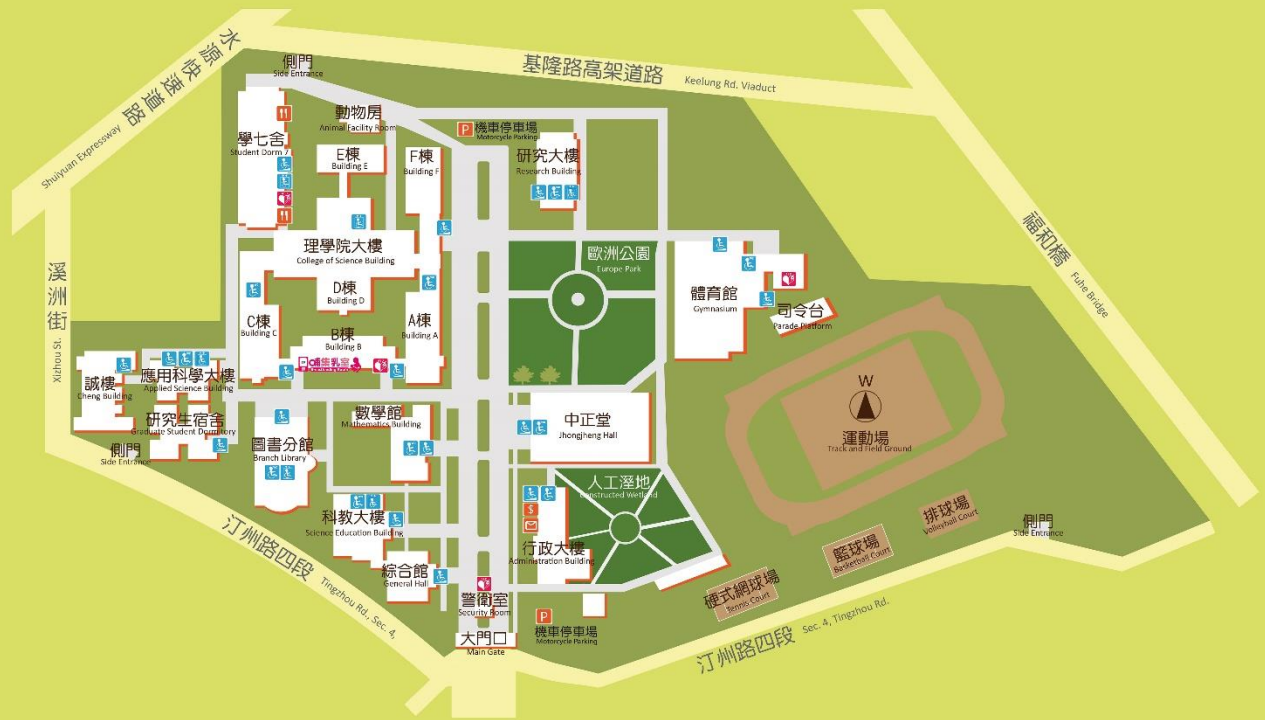 水源快速道路
Shuiyuan Expressway
側門
Side Entrance
基隆路高架道路
Keelung Rd. Viaduct
動物房
Animal Facility Room
P
機車停車場
Motorcycle Parking
學七舍
Student Dorm 7
E棟
Building E
F棟
Building F
研究大樓
Research Building
福和橋
Fuhe Bridge
理學院大樓
College of Science Building
歐洲公園
Europe Park
溪洲街
Xizhou St.
D棟
Building D
體育館
Gymnasium
司令台
Parade Platform
C棟
Building C
A棟
Building A
B棟
Building B
哺集乳室
誠樓
Cheng Building
應用科學大樓
Applied Science Building
W
運動場
Track and Field Ground
研究生宿舍
Graduate Student Dormitory
數學館
Mathematics Building
中正堂
Jhongjheng Hall
側門
Side Entrance
圖書分館
Branch Library
人工溼地
Constructed Wetland
$
科教大樓
Science Education Building
行政大樓
Administration Building
排球場
Volleyball Court
側門
Side Entrance
籃球場
Basketball Court
綜合館
General Hall
硬式網球場
Tennis Court
汀州路四段
Tingzhou Rd., Sec. 4,
警衛室
Security Room
P
機車停車場
Motorcycle Parking
大門口
Main Gate
汀州路四段
Sec. 4, Tingzhou Rd.